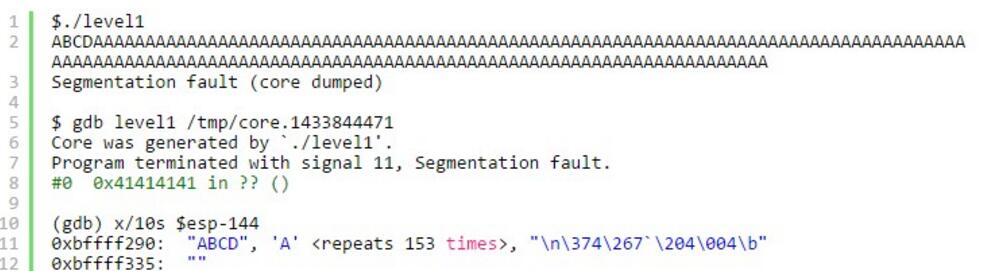 1 $./level1
2 ABCDAAAAAAAAAAAAAAAAAAAAAAAAAAAAAAAAAAAAAAAAAAAAAAAAAAAAAAAAAAAAAAAAAAAAAAAAAAAAAAAAAAAA
AAAAAAAAAAAAAAAAAAAAAAAAAAAAAAAAAAAAAAAAAAAAAAAAAAAAAAAAAAAAAAAAAAAAA
3 Segmentation fault (core dumped)
4
5 $ gdb level1 /tmp/core.1433844471
6 Core was generated by `./level1'.
7 Program terminated with signal 11, Segmentation fault.
8 #0  0x41414141 in ?? ()
9
10 (gdb) x/10s $esp-144
11 0xbffff290:  "ABCD", 'A' <repeats 153 times>, "\n\374\267`\204\004\b"
12 0xbffff335:  ""